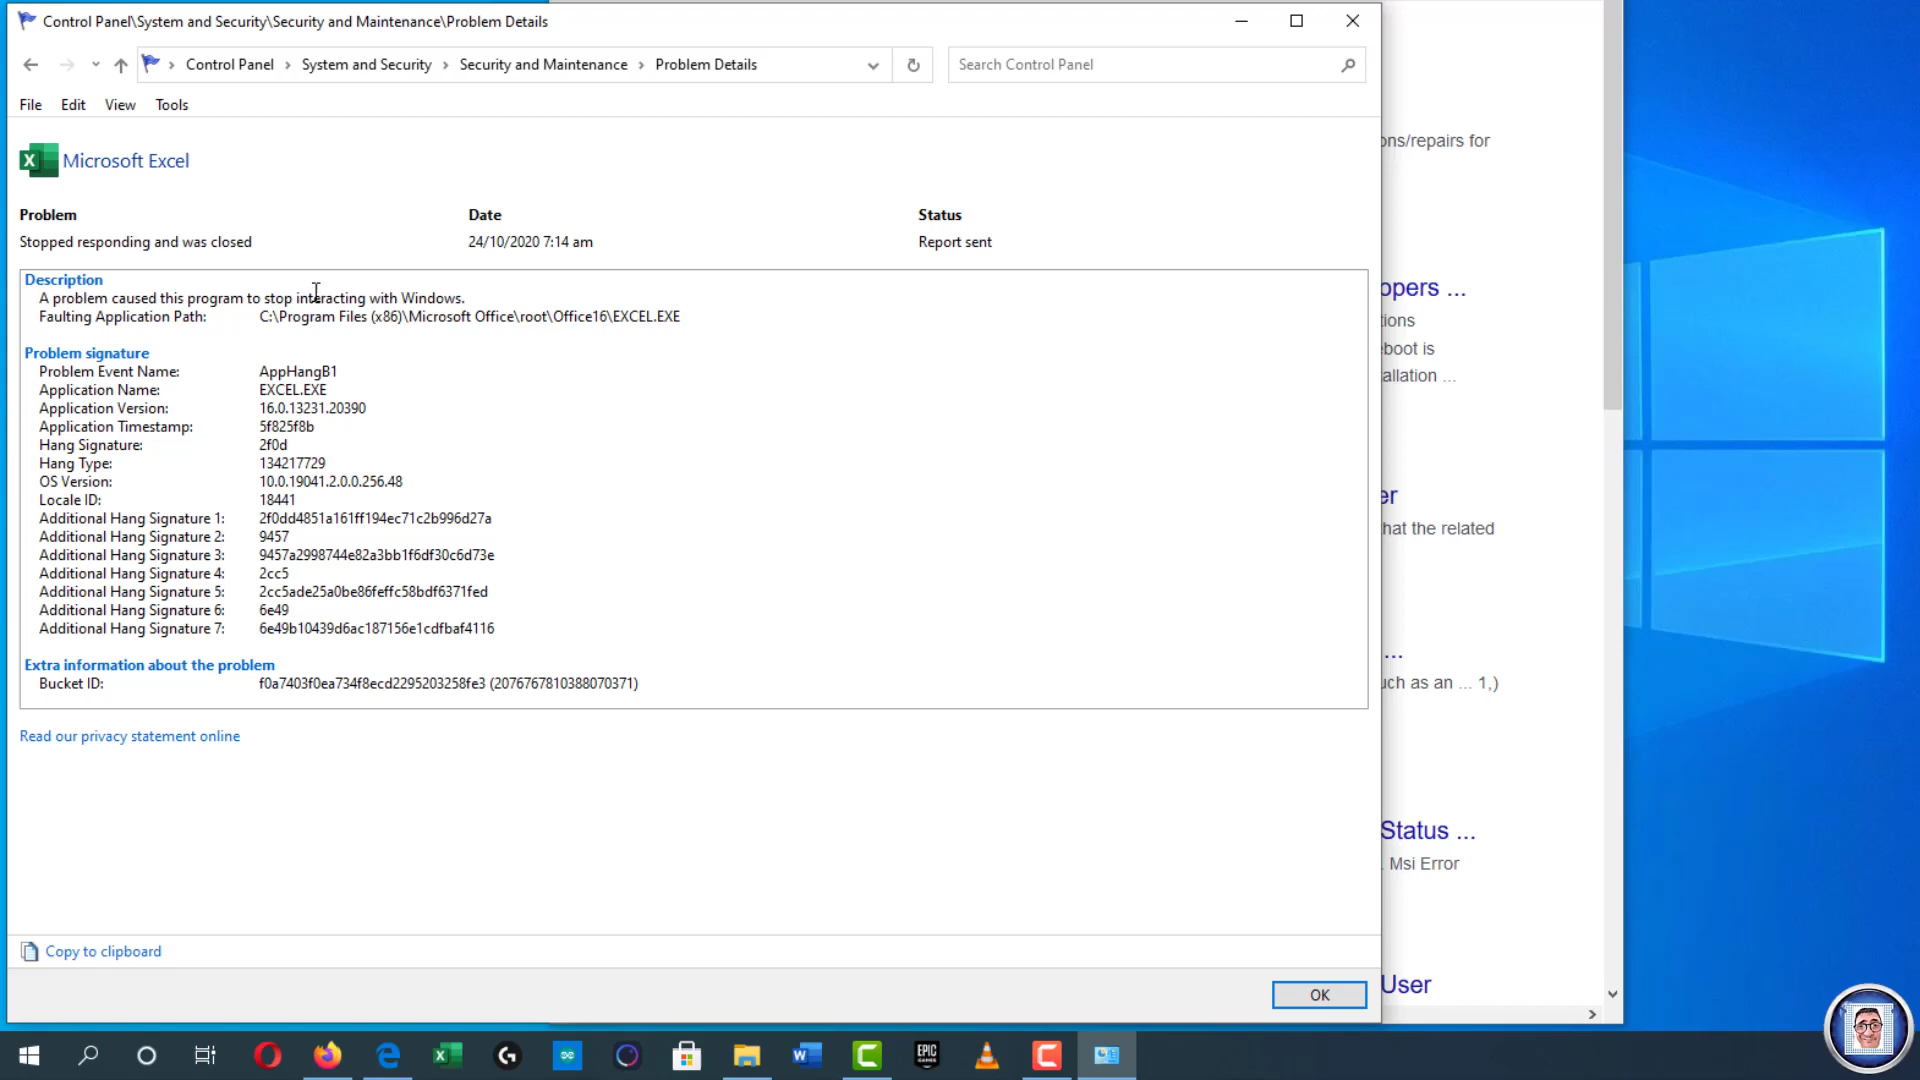 Control Panel\System and Security\Security and Maintenance\Problem Details
Control Panel > System and Security > Security and Maintenance > Problem Details
Search Control Panel
File Edit View Tools
Microsoft Excel
Problem Date Status
Stopped responding and was closed 24/10/2020 7:14 am Report sent
Description
A problem caused this program to stop interacting with Windows.
Faulting Application Path: C:\Program Files (x86)\Microsoft Office\root\Office16\EXCEL.EXE
Problem signature
Problem Event Name: AppHangB1
Application Name: EXCEL.EXE
Application Version: 16.0.13231.20390
Application Timestamp: 5f825f8b
Hang Signature: 2f0d
Hang Type: 134217729
OS Version: 10.0.19041.2.0.0.256.48
Locale ID: 18441
Additional Hang Signature 1: 2f0dd4851a161ff194ec71c2b996d27a
Additional Hang Signature 2: 9457
Additional Hang Signature 3: 9457a2998744e82a3bb1f6df30c6d73e
Additional Hang Signature 4: 2cc5
Additional Hang Signature 5: 2cc5ade25a0be86feffc58bdf6371fed
Additional Hang Signature 6: 6e49
Additional Hang Signature 7: 6e49b10439d6ac187156e1cdfbaf4116
Extra information about the problem
Bucket ID: f0a7403f0ea734f8ecd2295203258fe3 (2076767810388070371)
Read our privacy statement online
Copy to clipboard
OK
ons/repairs for
opers ...
tions
eboot is
allation ...
er
hat the related
...
uch as an ... 1,)
Status ...
Msi Error
User
EPIC
GAMES